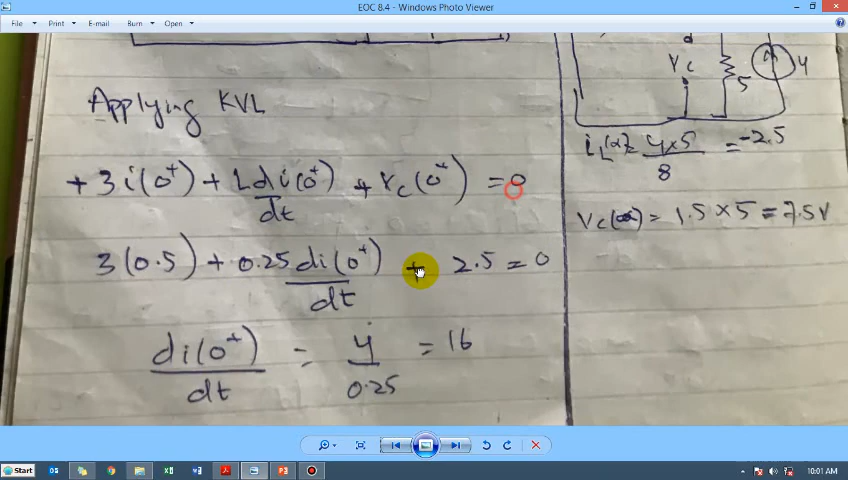 EOC 8.4 - Windows Photo Viewer
File Print E-mail Burn Open
Applying KVL
+3i(0⁺) + L di(0⁺)/dt + Vc(0⁺) = 0
3(0.5) + 0.25 di(0⁺)/dt + 2.5 = 0
di(0⁺)/dt = 4/0.25 = 16
Vc
5
4
iL(α) = 4×5/8 = -2.5
Vc(α) = 1.5 × 5 = 7.5V
Start
10:01 AM